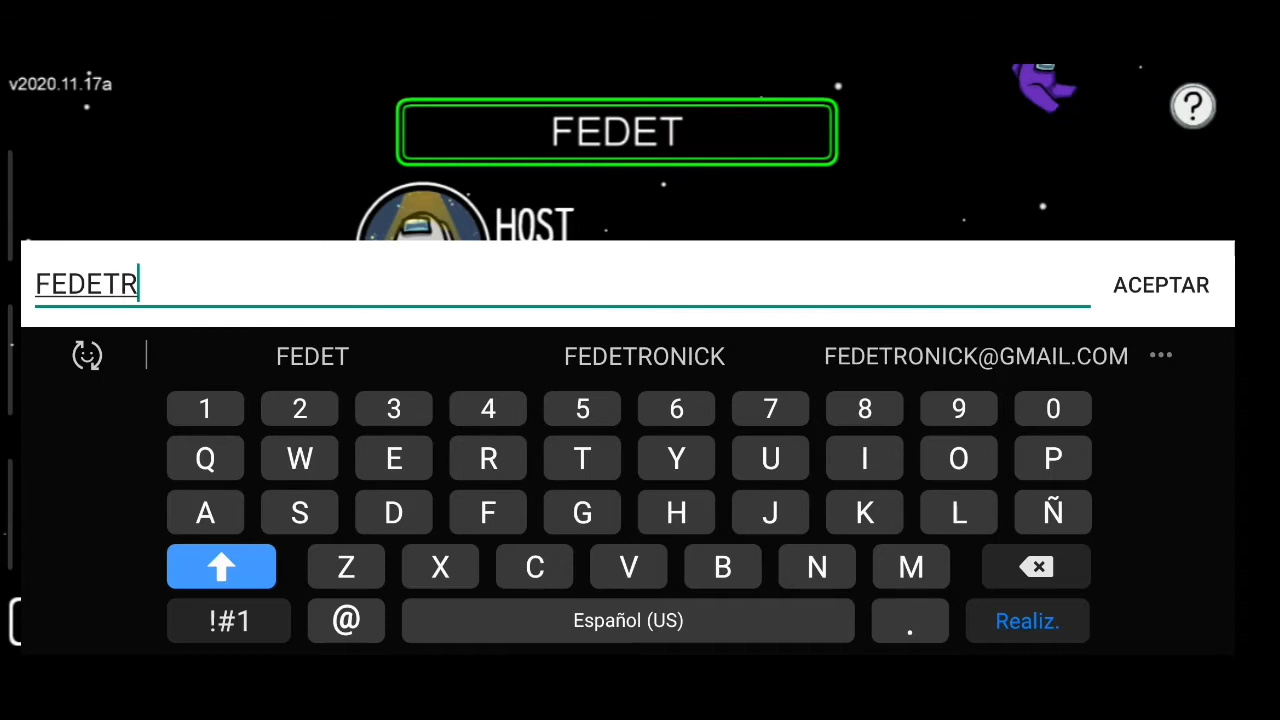 v2020.11.17a
?
FEDET
HOST
FEDETR
ACEPTAR
FEDET FEDETRONICK FEDETRONICK@GMAIL.COM ...
1 2 3 4 5 6 7 8 9 0
Q W E R T Y U I O P
A S D F G H J K L Ñ
Z X C V B N M
!#1 @ Español (US) . Realiz.